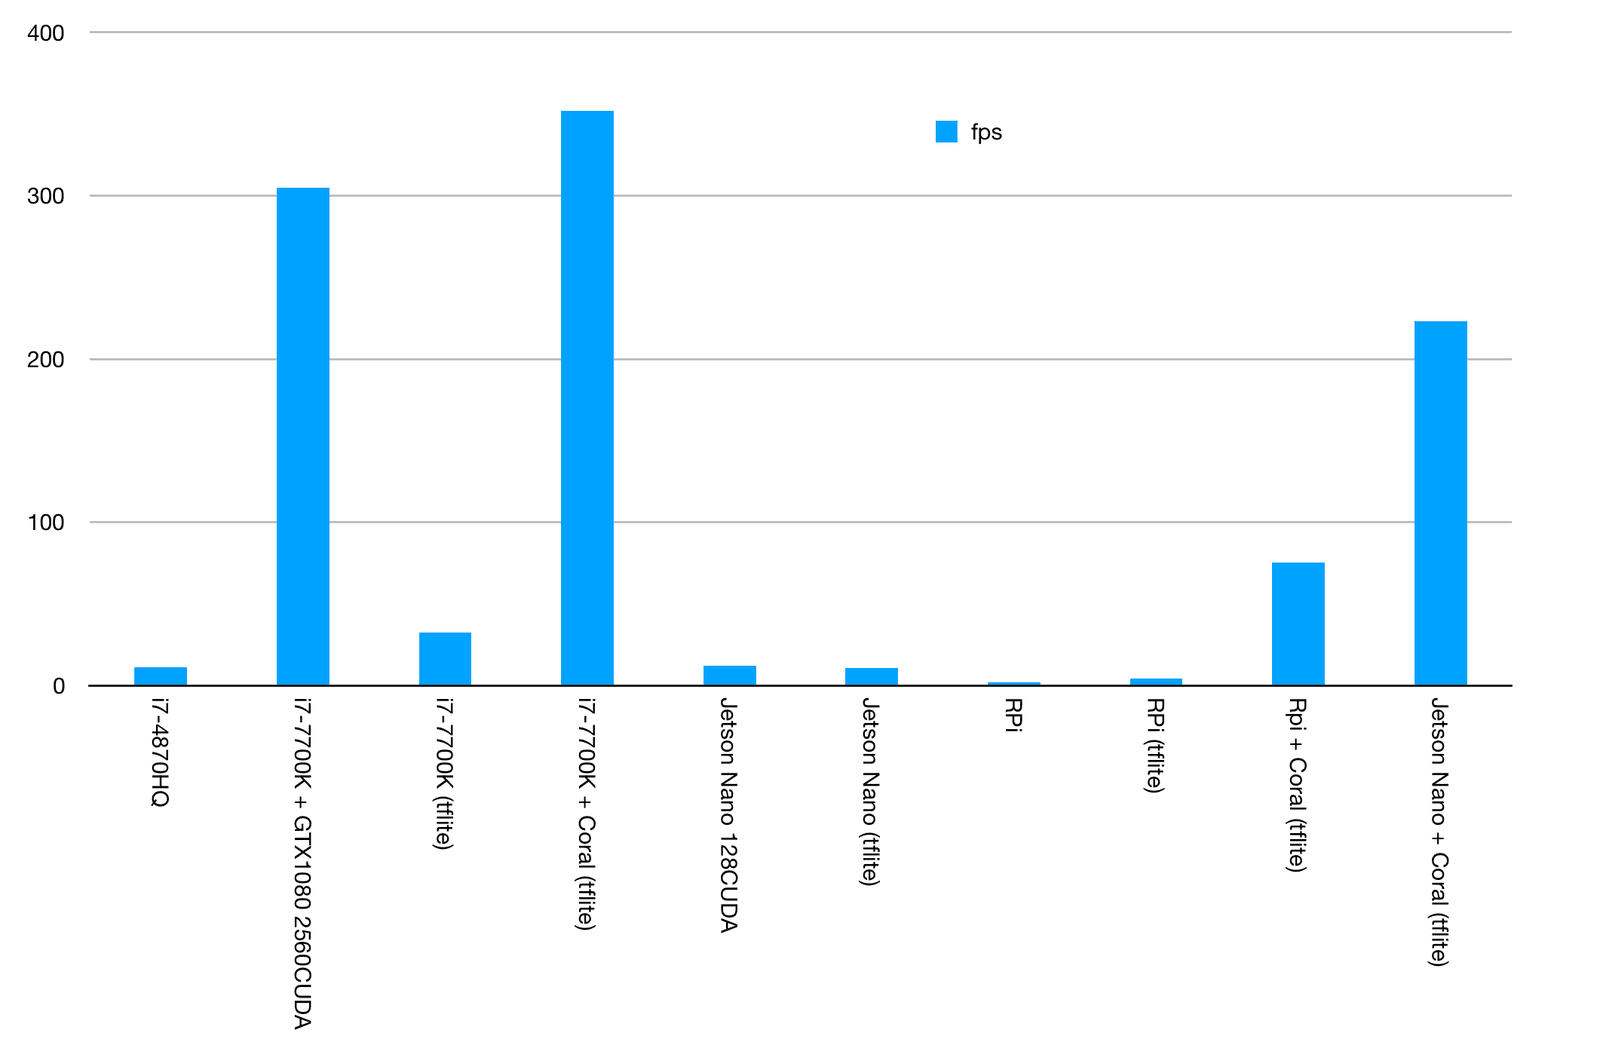 400
fps
300
200
100
0
i7-4870HQ
i7-7700K + GTX1080 2560CUDA
i7-7700K (tflite)
i7-7700K + Coral (tflite)
Jetson Nano 128CUDA
Jetson Nano (tflite)
RPi
RPi (tflite)
Rpi + Coral (tflite)
Jetson Nano + Coral (tflite)